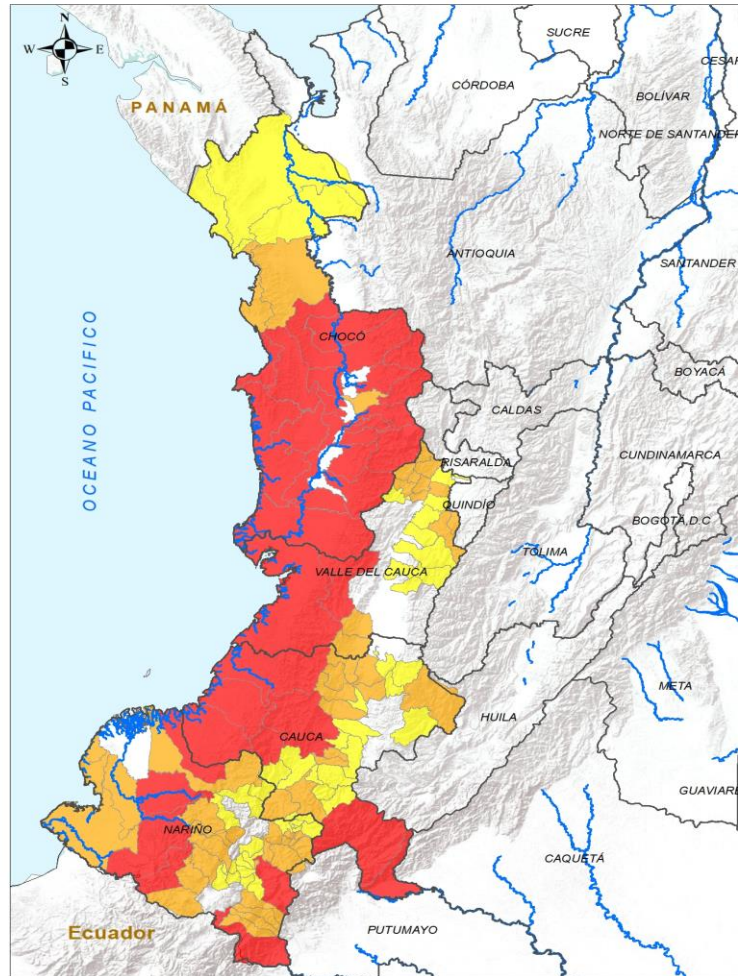 N
W E
S
SUCRE
CESAR
CÓRDOBA
BOLÍVAR
PANAMÁ
NORTE DE SANTANDER
ANTIOQUIA
SANTANDER
OCEANO PACIFICO
CHOCÓ
BOYACÁ
CALDAS
CUNDINAMARCA
RISARALDA
QUINDÍO
BOGOTÁ, D.C
TOLIMA
VALLE DEL CAUCA
META
HUILA
CAUCA
GUAVIARE
NARIÑO
CAQUETÁ
Ecuador
PUTUMAYO